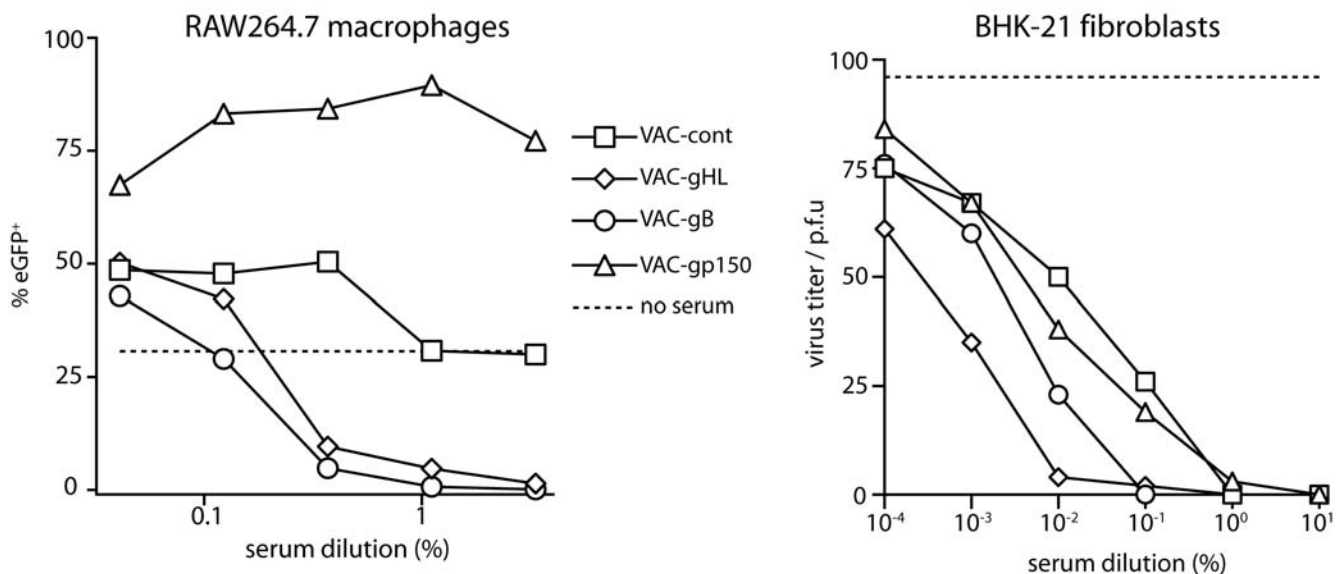 RAW264.7 macrophages
100
75
50
25
0
% eGFP⁺
0.1
1
serum dilution (%)
VAC-cont
VAC-gHL
VAC-gB
VAC-gp150
no serum
BHK-21 fibroblasts
100
75
50
25
0
virus titer / p.f.u
10⁻⁴
10⁻³
10⁻²
10⁻¹
10⁰
10¹
serum dilution (%)